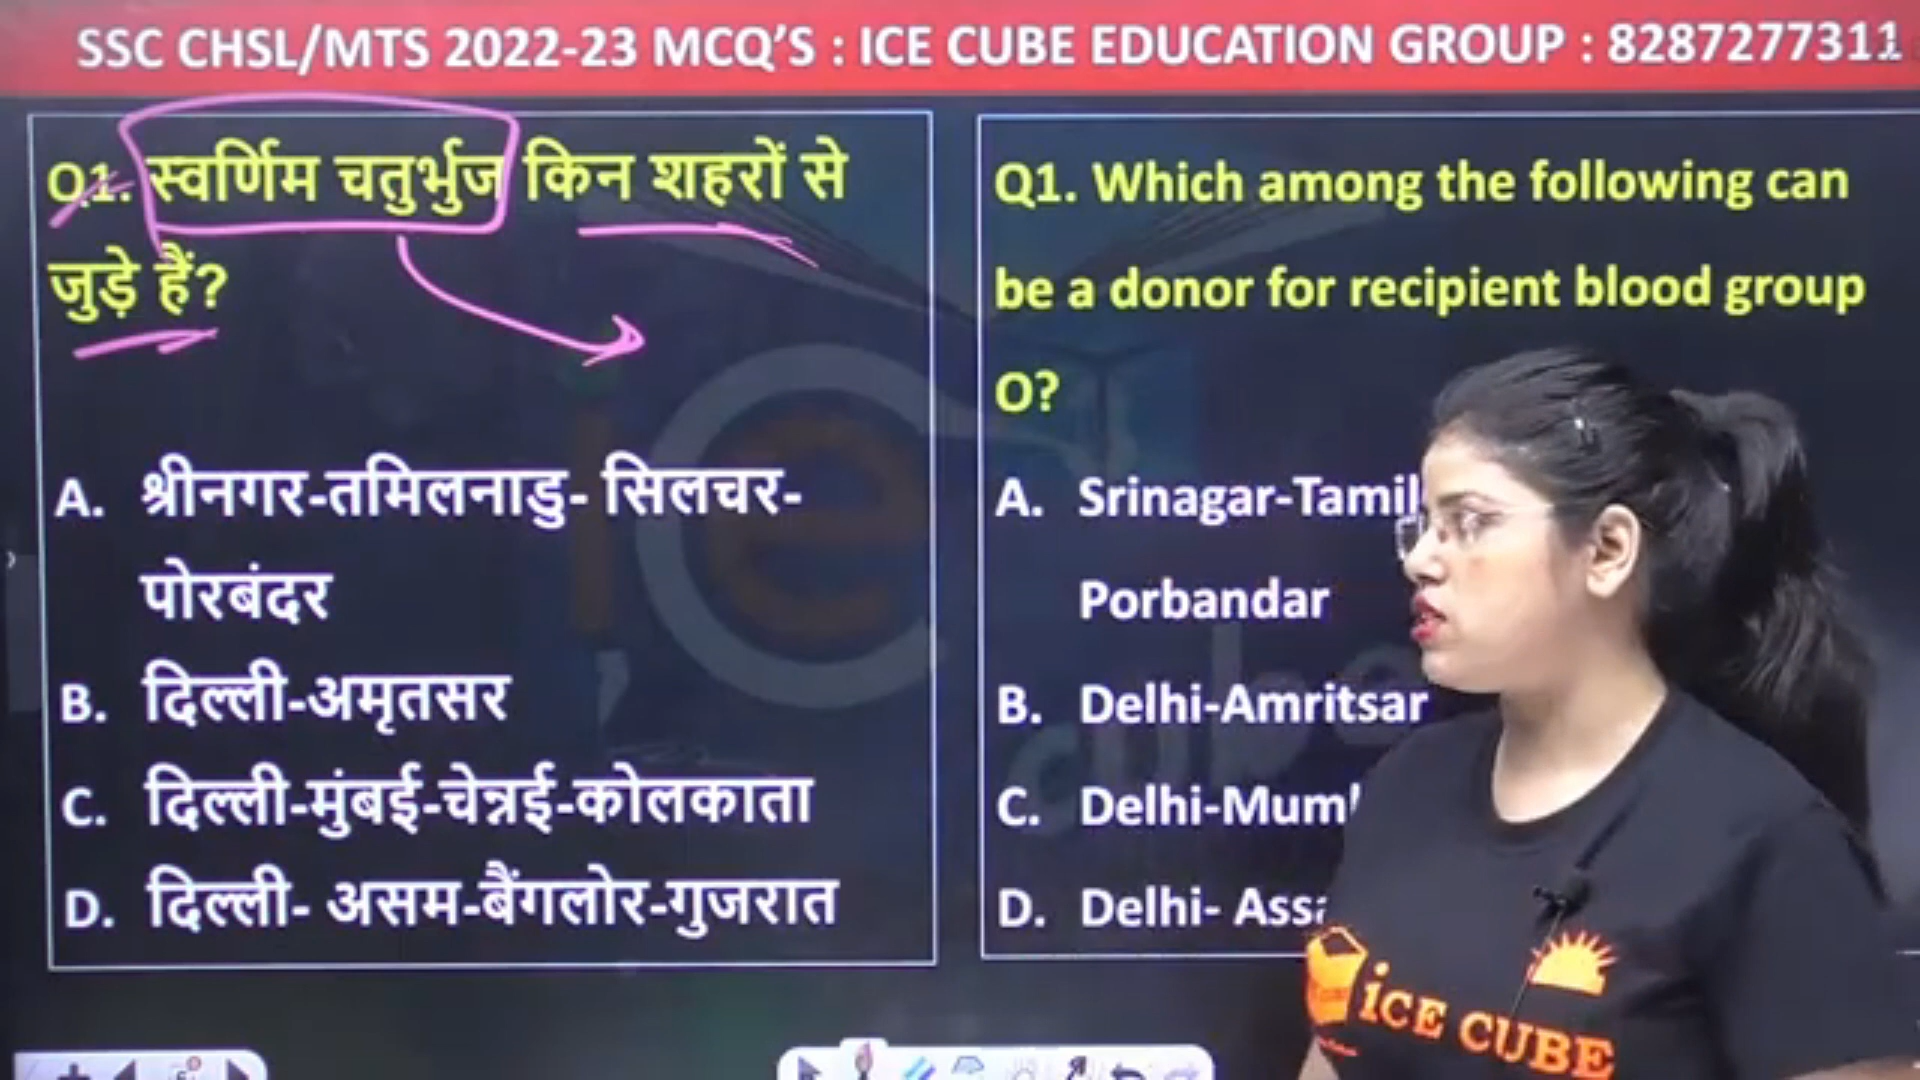 SSC CHSL/MTS 2022-23 MCQ'S : ICE CUBE EDUCATION GROUP : 8287277311
Q1. स्वर्णिम चतुर्भुज किन शहरों से
जुड़े हैं?
A. श्रीनगर-तमिलनाडु- सिलचर-
पोरबंदर
B. दिल्ली-अमृतसर
C. दिल्ली-मुंबई-चेन्नई-कोलकाता
D. दिल्ली- असम-बैंगलोर-गुजरात
Q1. Which among the following can
be a donor for recipient blood group
O?
A. Srinagar-Tamil
Porbandar
B. Delhi-Amritsar
C. Delhi-
D. Delhi-
iCE CUBE